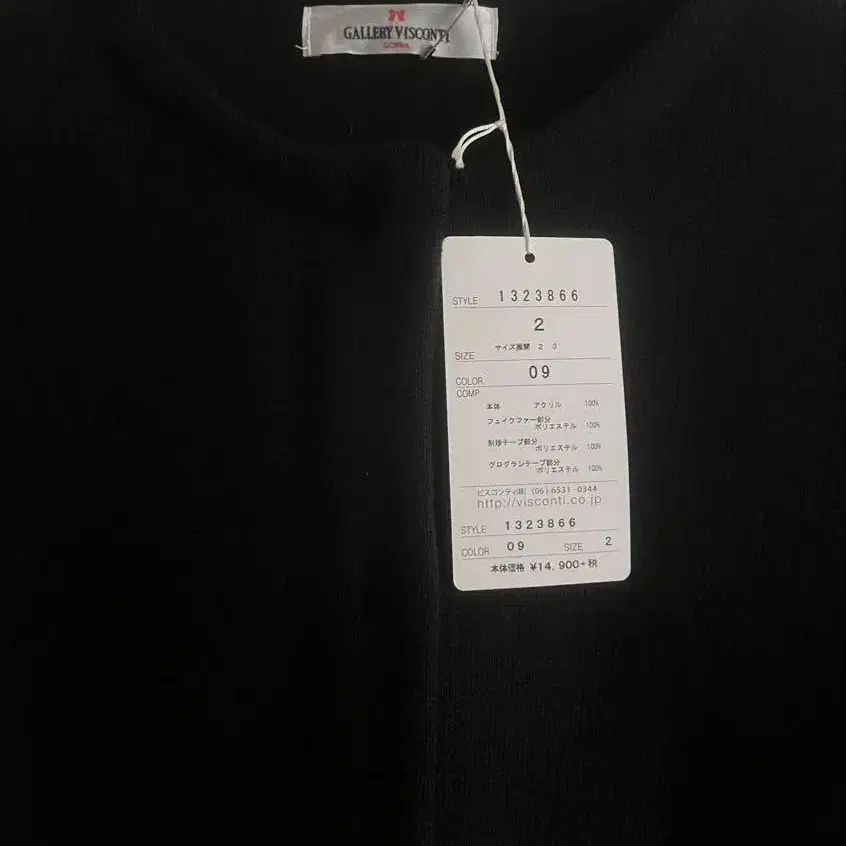 GALLERY VISCONTI
STYLE 1323866
2
サイズ展開 2 3
SIZE
COLOR 09
COMP
本体 アクリル 100%
フェイクファー部分
ポリエステル 100%
別珍テープ部分
ポリエステル 100%
グログランテープ部分
ポリエステル 100%
ビスコンティ(株) (06)6531-0344
http://visconti.co.jp
STYLE 1323866
COLOR 09 SIZE 2
本体価格 ¥14,900+税